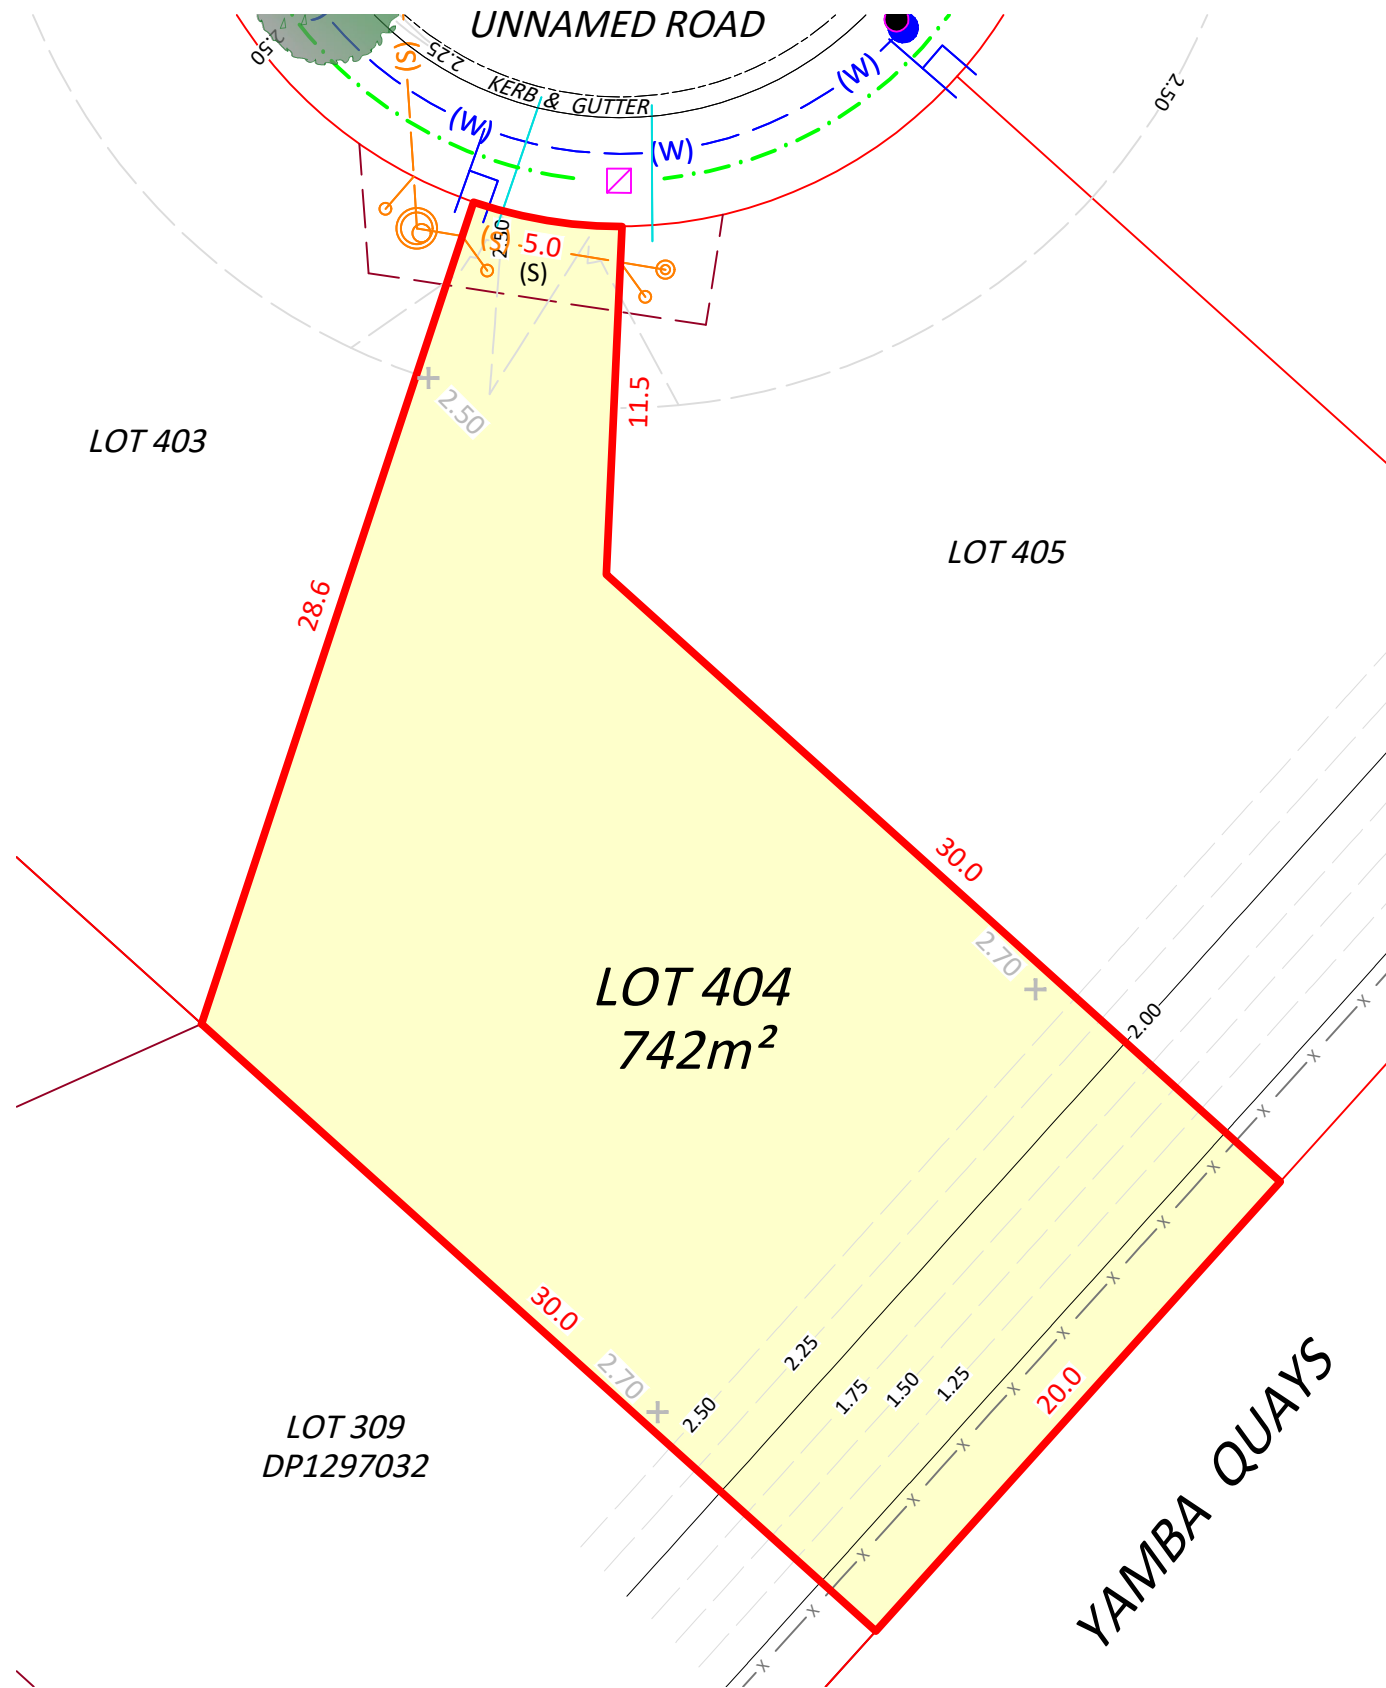 UNNAMED ROAD
2.50
(S)
2.25
KERB & GUTTER
(W)
(W)
(W)
2.50
(S)
2.50
5.0
(S)
2.50
11.5
LOT 403
28.6
LOT 405
30.0
2.70
LOT 404
742m²
2.00
x
x
x
x
x
x
x
x
x
x
x
x
x
30.0
2.70
2.50
2.25
1.75
1.50
1.25
20.0
LOT 309
DP1297032
YAMBA QUAYS